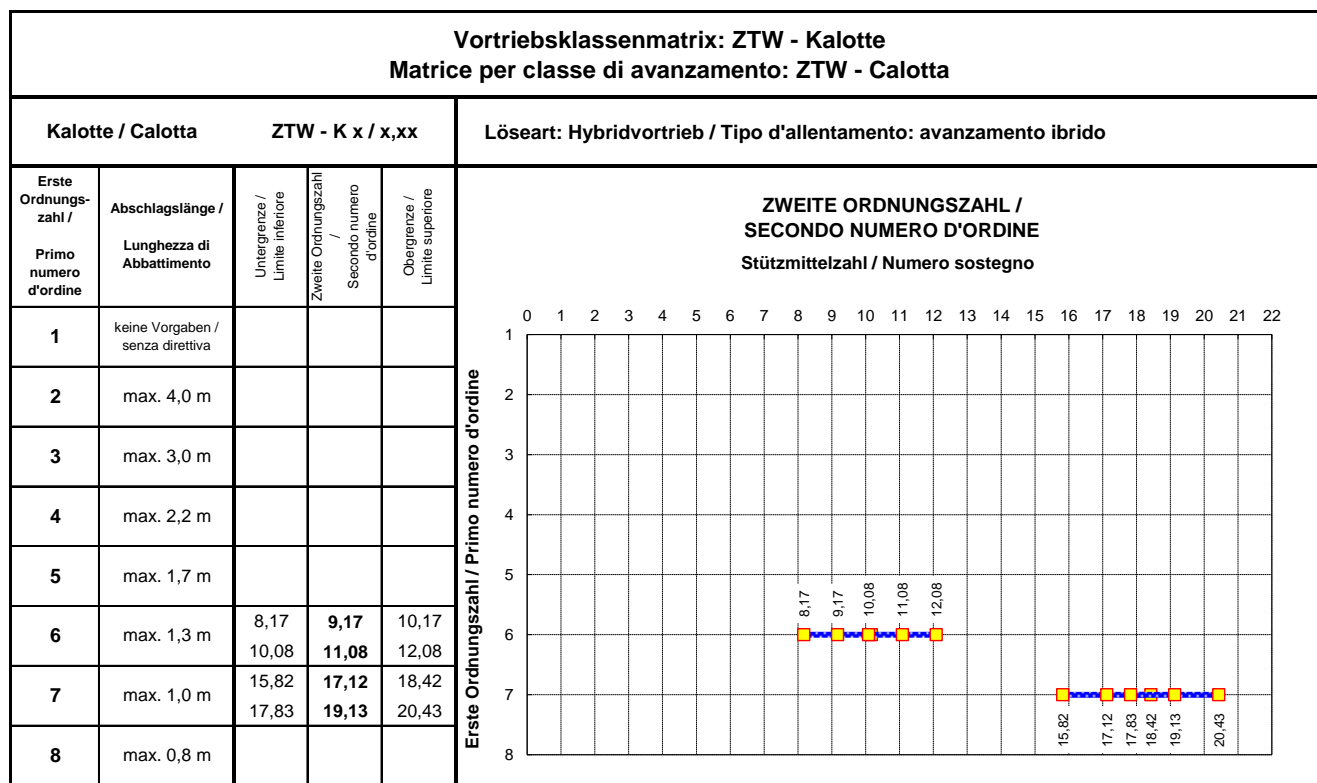 Vortriebsklassenmatrix: ZTW - Kalotte
Matrice per classe di avanzamento: ZTW - Calotta
Kalotte / Calotta ZTW - K x / x,xx
Löseart: Hybridvortrieb / Tipo d'allentamento: avanzamento ibrido
Erste
Ordnungs-
zahl /
Primo
numero
d'ordine
Abschlagslänge /
Lunghezza di
Abbattimento
Untergrenze /
Limite inferiore
Zweite Ordnungszahl
/
Secondo numero
d'ordine
Obergrenze /
Limite superiore
1 keine Vorgaben /
senza direttiva
2 max. 4,0 m
3 max. 3,0 m
4 max. 2,2 m
5 max. 1,7 m
6 max. 1,3 m
8,17 9,17 10,17
10,08 11,08 12,08
7 max. 1,0 m
15,82 17,12 18,42
17,83 19,13 20,43
8 max. 0,8 m
ZWEITE ORDNUNGSZAHL /
SECONDO NUMERO D'ORDINE
Stützmittelzahl / Numero sostegno
0 1 2 3 4 5 6 7 8 9 10 11 12 13 14 15 16 17 18 19 20 21 22
Erste Ordnungszahl / Primo numero d'ordine
1
2
3
4
5
6
7
8
8,17 9,17 10,08 11,08 12,08
15,82 17,12 17,83 18,42 19,13 20,43